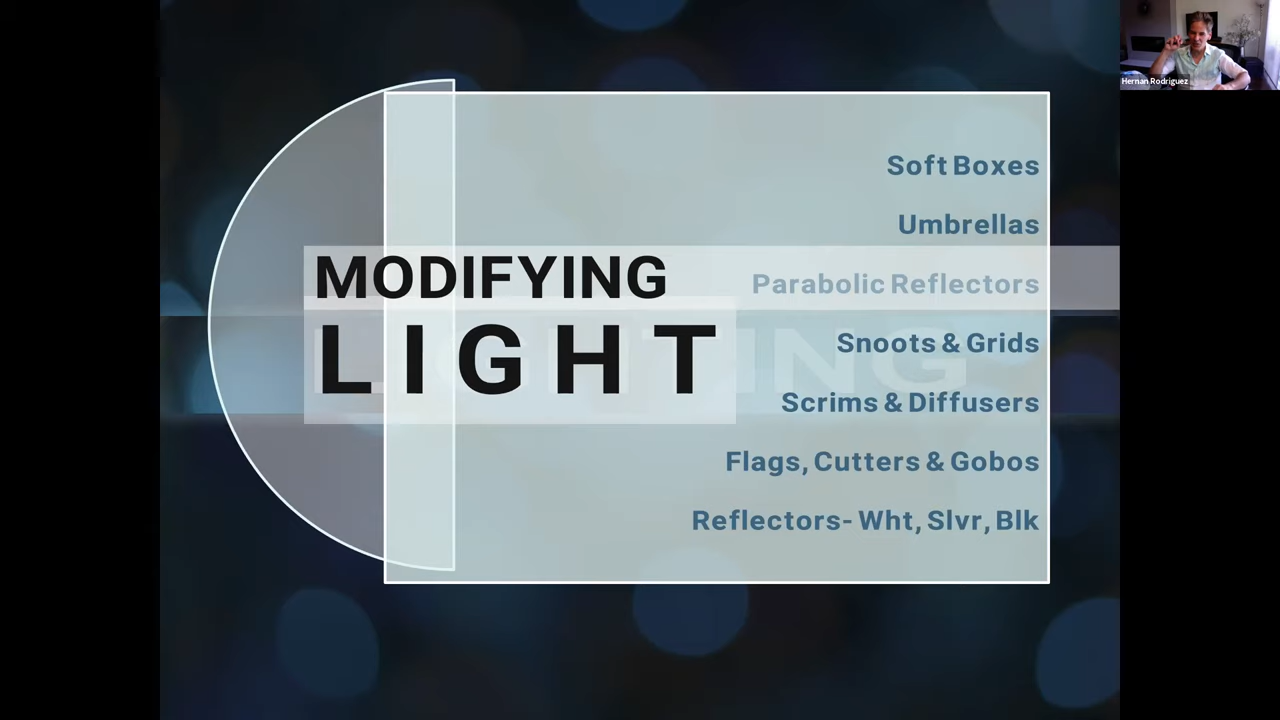 Hernan Rodriguez
MODIFYING
LIGHT
Soft Boxes
Umbrellas
Parabolic Reflectors
Snoots & Grids
Scrims & Diffusers
Flags, Cutters & Gobos
Reflectors- Wht, Slvr, Blk